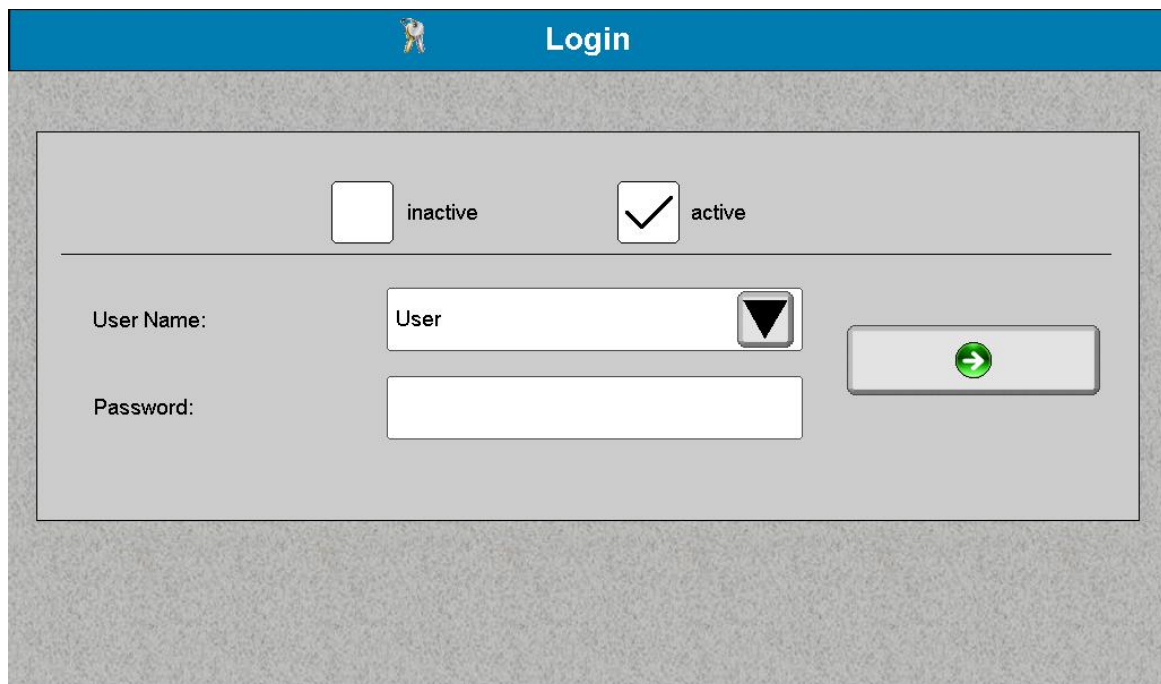 Login
inactive
active
User Name:
User
Password: